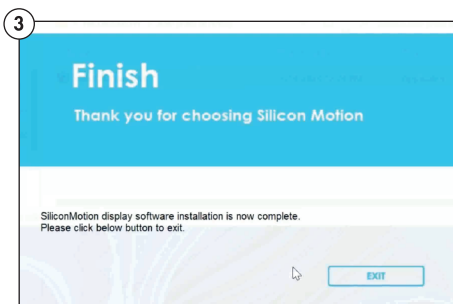 3
Finish
Thank you for choosing Silicon Motion
SiliconMotion display software installation is now complete.
Please click below button to exit.
EXIT